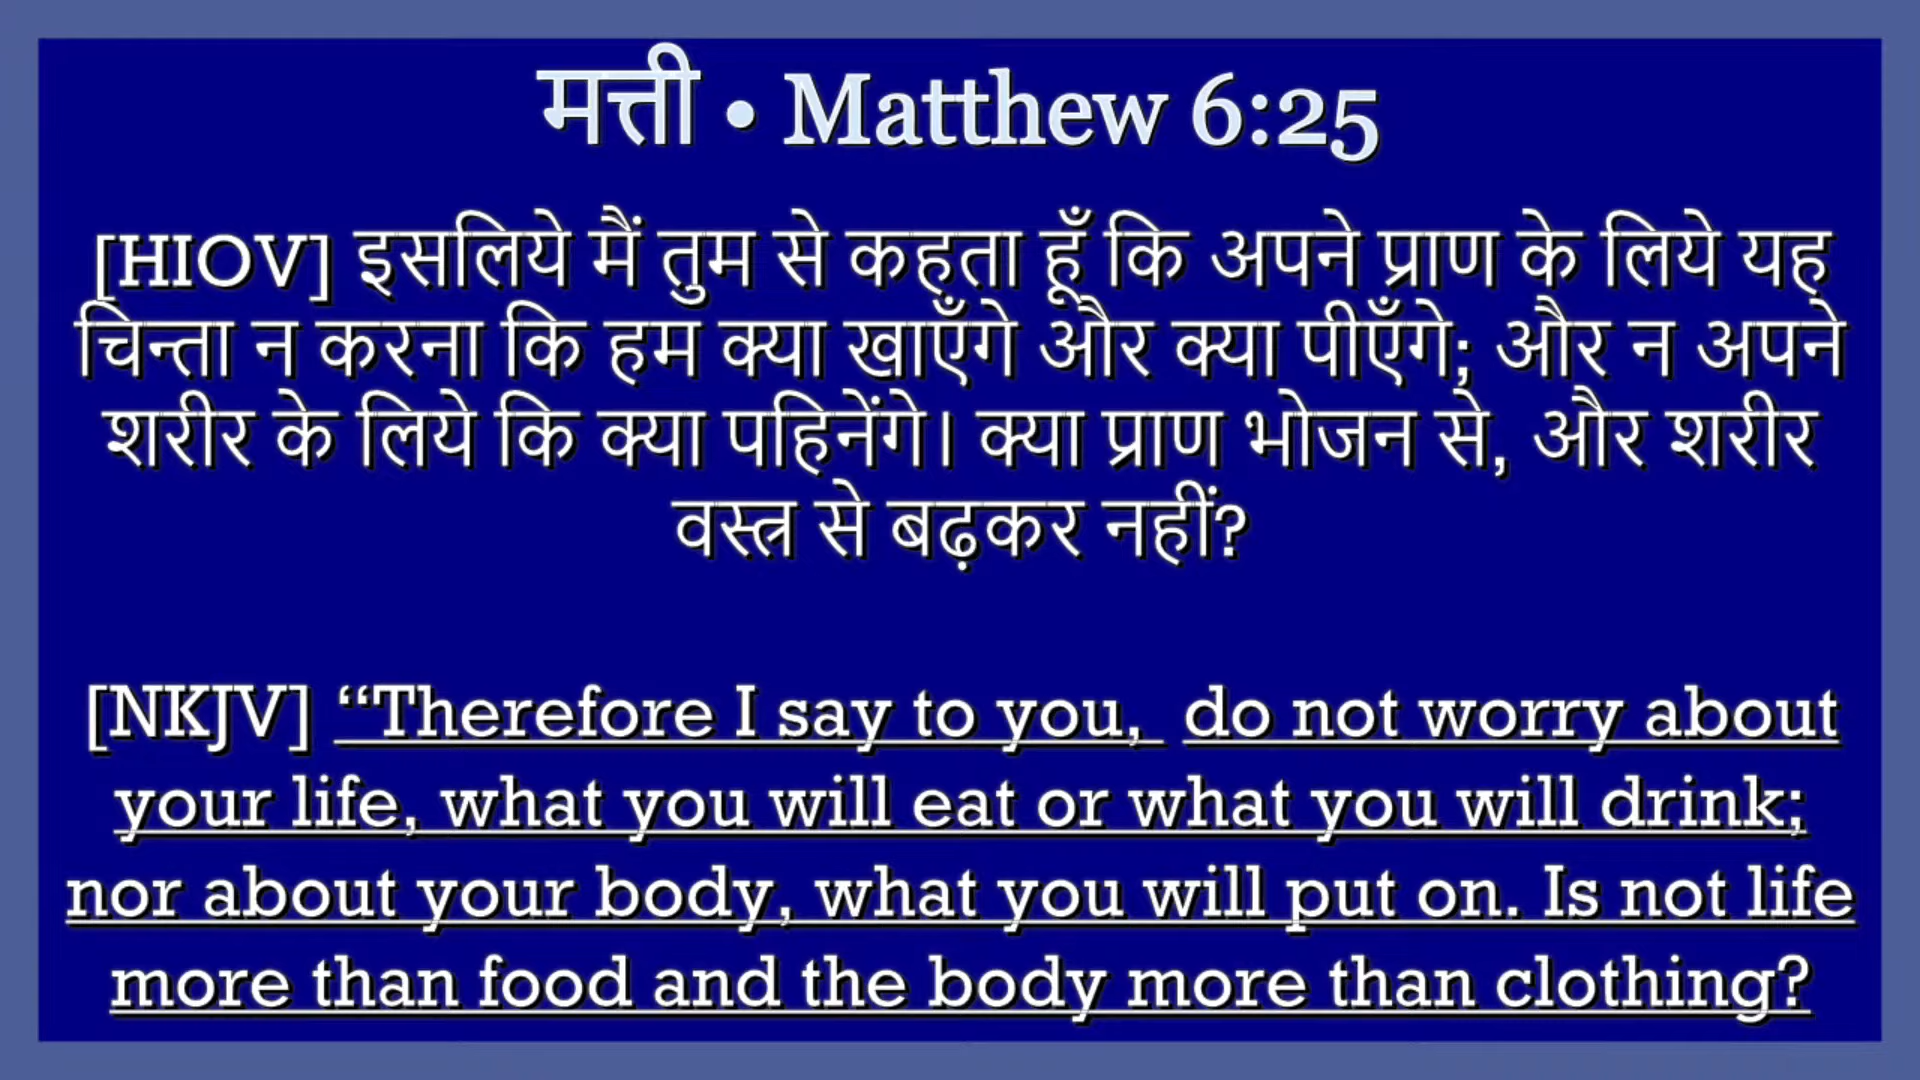 मत्ती • Matthew 6:25
[HIOV] इसलिये मैं तुम से कहता हूँ कि अपने प्राण के लिये यह
चिन्ता न करना कि हम क्या खाएँगे और क्या पीएँगे; और न अपने
शरीर के लिये कि क्या पहिनेंगे। क्या प्राण भोजन से, और शरीर
वस्त्र से बढ़कर नहीं?
[NKJV] “Therefore I say to you, do not worry about
your life, what you will eat or what you will drink;
nor about your body, what you will put on. Is not life
more than food and the body more than clothing?